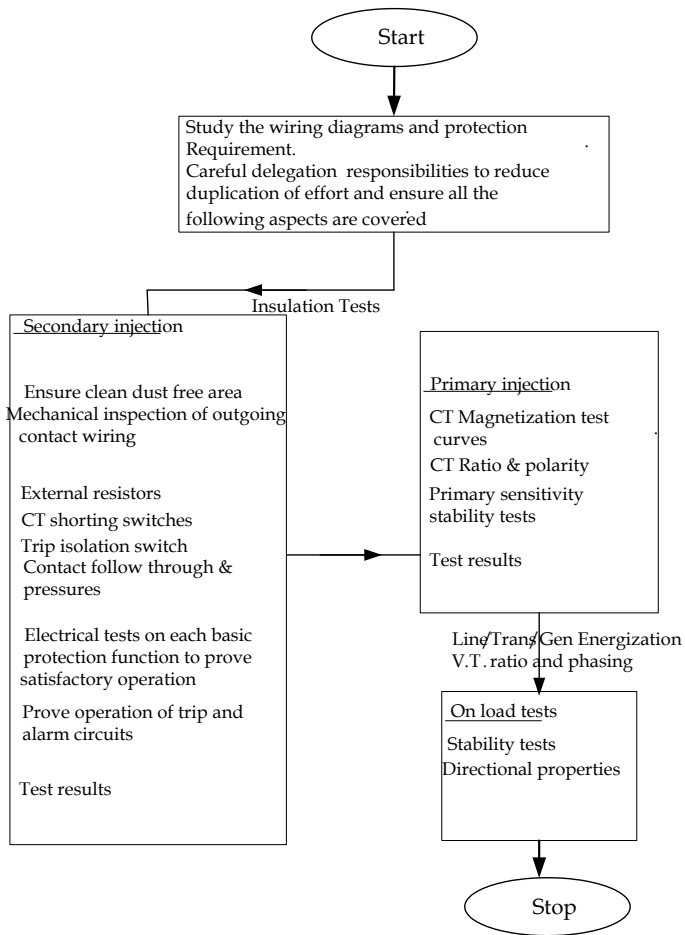 Start
Study the wiring diagrams and protection
Requirement.
Careful delegation responsibilities to reduce
duplication of effort and ensure all the
following aspects are covered
Insulation Tests
Secondary injection
Ensure clean dust free area
Mechanical inspection of outgoing
contact wiring
External resistors
CT shorting switches
Trip isolation switch
Contact follow through &
pressures
Electrical tests on each basic
protection function to prove
satisfactory operation
Prove operation of trip and
alarm circuits
Test results
Primary injection
CT Magnetization test
curves
CT Ratio & polarity
Primary sensitivity
stability tests
Test results
Line/Trans/Gen Energization
V.T. ratio and phasing
On load tests
Stability tests
Directional properties
Stop